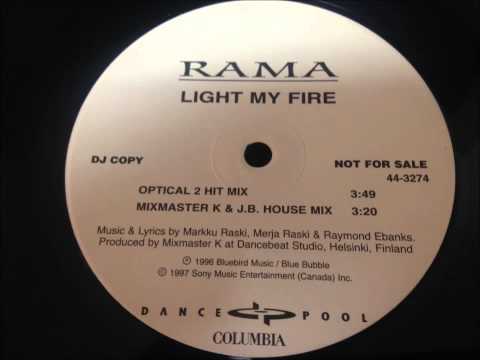 RAMA
LIGHT MY FIRE
DJ COPY
NOT FOR SALE
44-3274
OPTICAL 2 HIT MIX 3:49
MIXMASTER K & J.B. HOUSE MIX 3:20
Music & Lyrics by Markku Raski, Merja Raski & Raymond Ebanks.
Produced by Mixmaster K at Dancebeat Studio, Helsinki, Finland
℗ 1996 Bluebird Music / Blue Bubble
© 1997 Sony Music Entertainment (Canada) Inc.
DANCE POOL
COLUMBIA